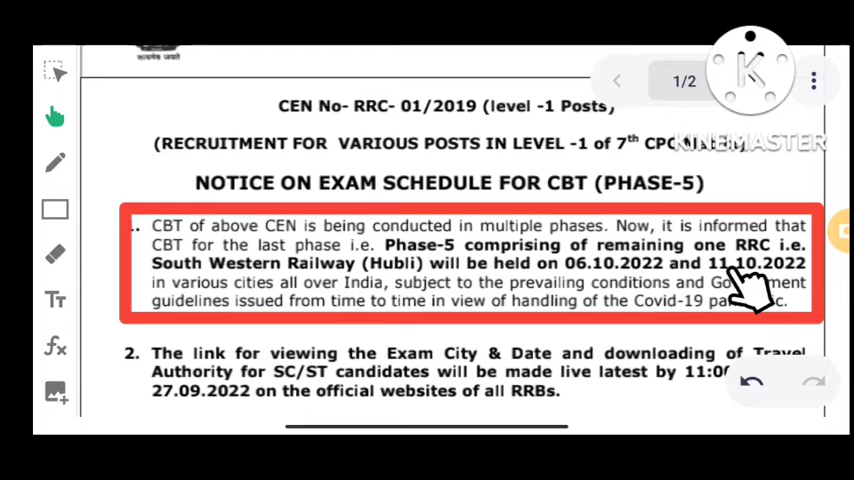 सत्यमेव जयते
1/2
K
KINEMASTER
CEN No- RRC- 01/2019 (level -1 Posts)
(RECRUITMENT FOR VARIOUS POSTS IN LEVEL -1 of 7th CPC
NOTICE ON EXAM SCHEDULE FOR CBT (PHASE-5)
. CBT of above CEN is being conducted in multiple phases. Now, it is informed that
CBT for the last phase i.e. Phase-5 comprising of remaining one RRC i.e.
South Western Railway (Hubli) will be held on 06.10.2022 and 11.10.2022
in various cities all over India, subject to the prevailing conditions and
guidelines issued from time to time in view of handling of the Covid-19
2. The link for viewing the Exam City & Date and downloading of Travel
Authority for SC/ST candidates will be made live latest by
27.09.2022 on the official websites of all RRBs.
Tт
fx